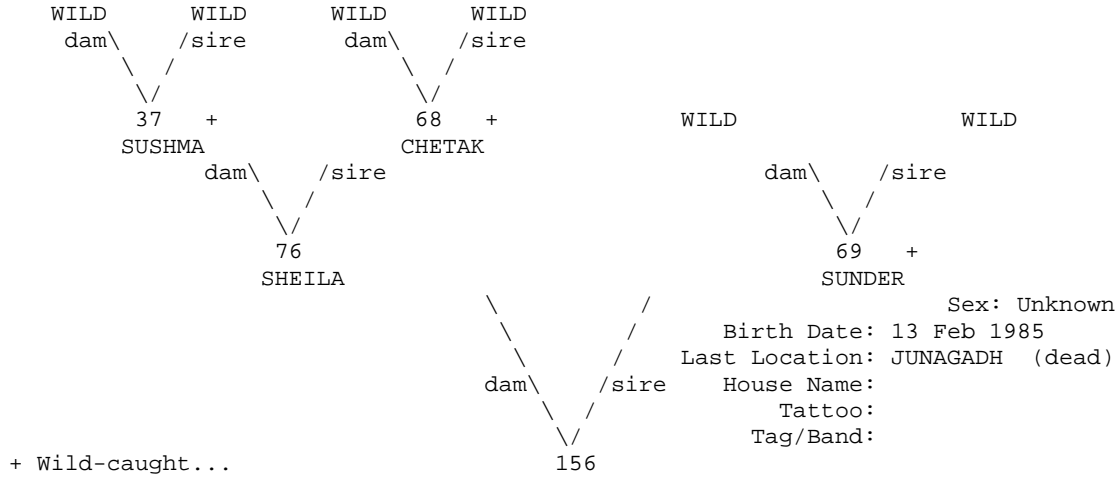 WILD WILD WILD WILD
dam\ /sire dam\ /sire
\ / \ /
\/ \/
37 + 68 + WILD WILD
SUSHMA CHETAK
dam\ /sire dam\ /sire
\ / \ /
\/ \/
76 69 +
SHEILA SUNDER
\ / Sex: Unknown
\ / Birth Date: 13 Feb 1985
\ / Last Location: JUNAGADH (dead)
dam\ /sire House Name:
\ / Tattoo:
\/ Tag/Band:
+ Wild-caught... 156